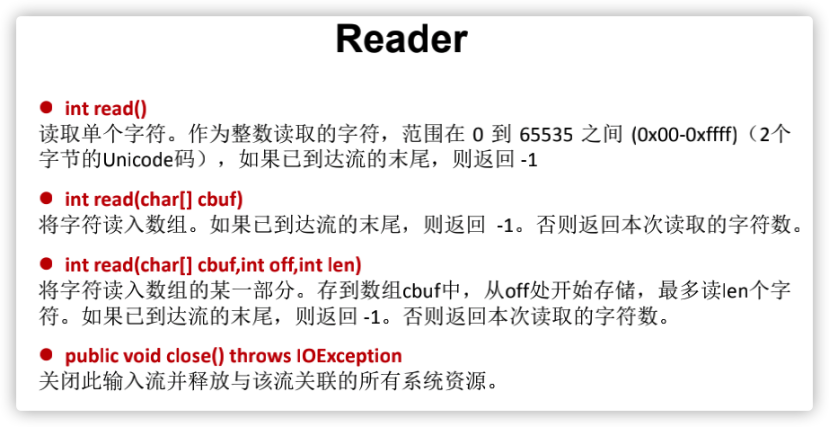 Reader
● int read()
读取单个字符。作为整数读取的字符，范围在 0 到 65535 之间 (0x00-0xffff)（2个
字节的Unicode码），如果已到达流的末尾，则返回 -1
● int read(char[] cbuf)
将字符读入数组。如果已到达流的末尾，则返回 -1。否则返回本次读取的字符数。
● int read(char[] cbuf,int off,int len)
将字符读入数组的某一部分。存到数组cbuf中，从off处开始存储，最多读len个字
符。如果已到达流的末尾，则返回 -1。否则返回本次读取的字符数。
● public void close() throws IOException
关闭此输入流并释放与该流关联的所有系统资源。